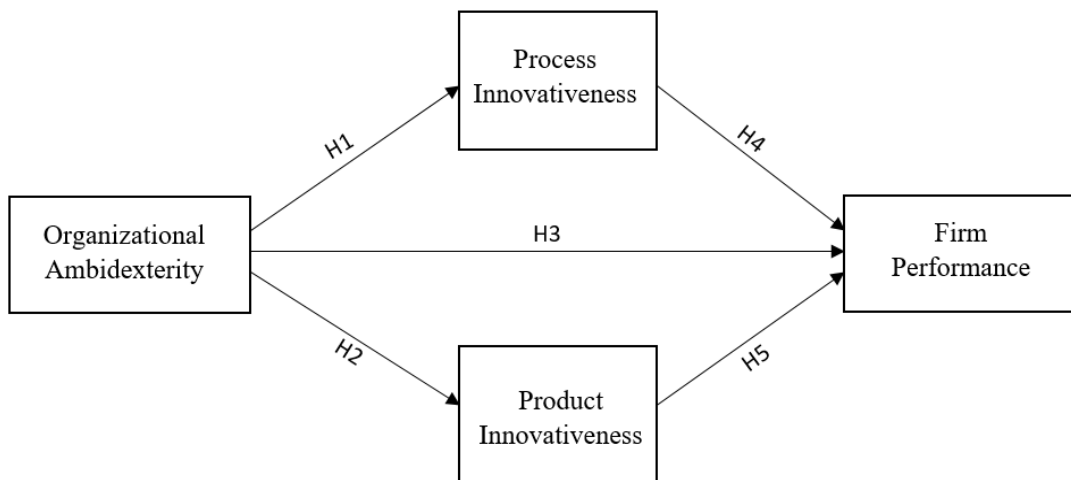 Process
Innovativeness
H1
H4
Organizational
Ambidexterity
H3
Firm
Performance
H2
H5
Product
Innovativeness